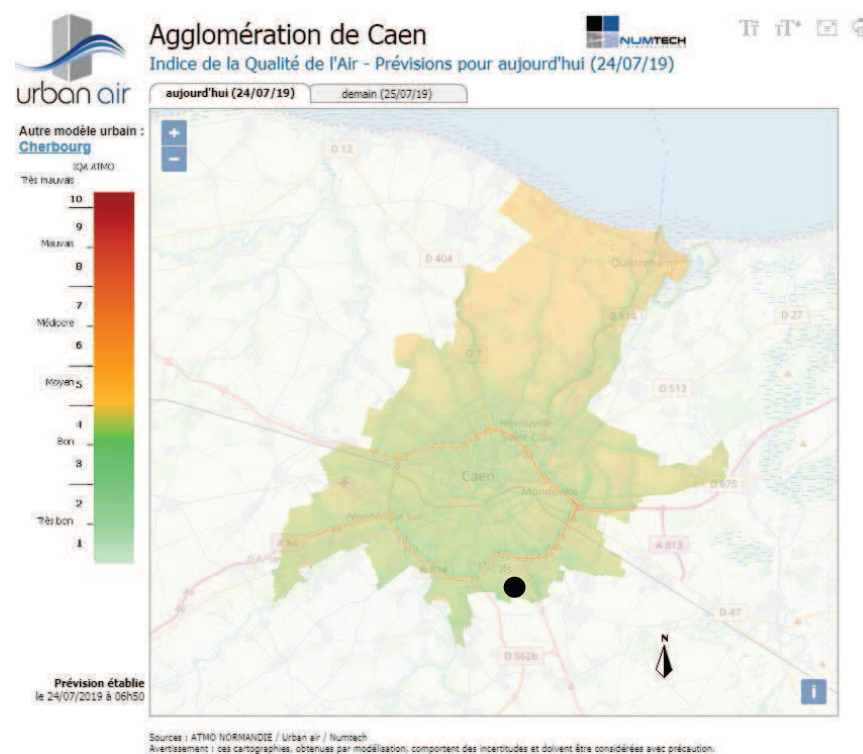 Agglomération de Caen
NUMTECH
Indice de la Qualité de l'Air - Prévisions pour aujourd'hui (24/07/19)
urban air
aujourd'hui (24/07/19)
demain (25/07/19)
Autre modèle urbain :
Cherbourg
IQA ATMO
Très mauvais
10
9
Mauvais
8
7
Médiocre
6
Moyen 5
4
Bon
3
2
Très bon
1
+
−
D 12
D 404
Ouistreham
D 514
D 27
D 7
D 513
Hérouville-
Saint-Clair
Caen
Mondeville
D 675
Périphérique Sud
A 84
D 675
A 813
N 814
Ifs
46
46
D 47
D 562b
N
i
Prévision établie
le 24/07/2019 à 06h50
Sources : ATMO NORMANDIE / Urban air / Numtech
Avertissement : ces cartographies, obtenues par modélisation, comportent des incertitudes et doivent être considérées avec précaution.